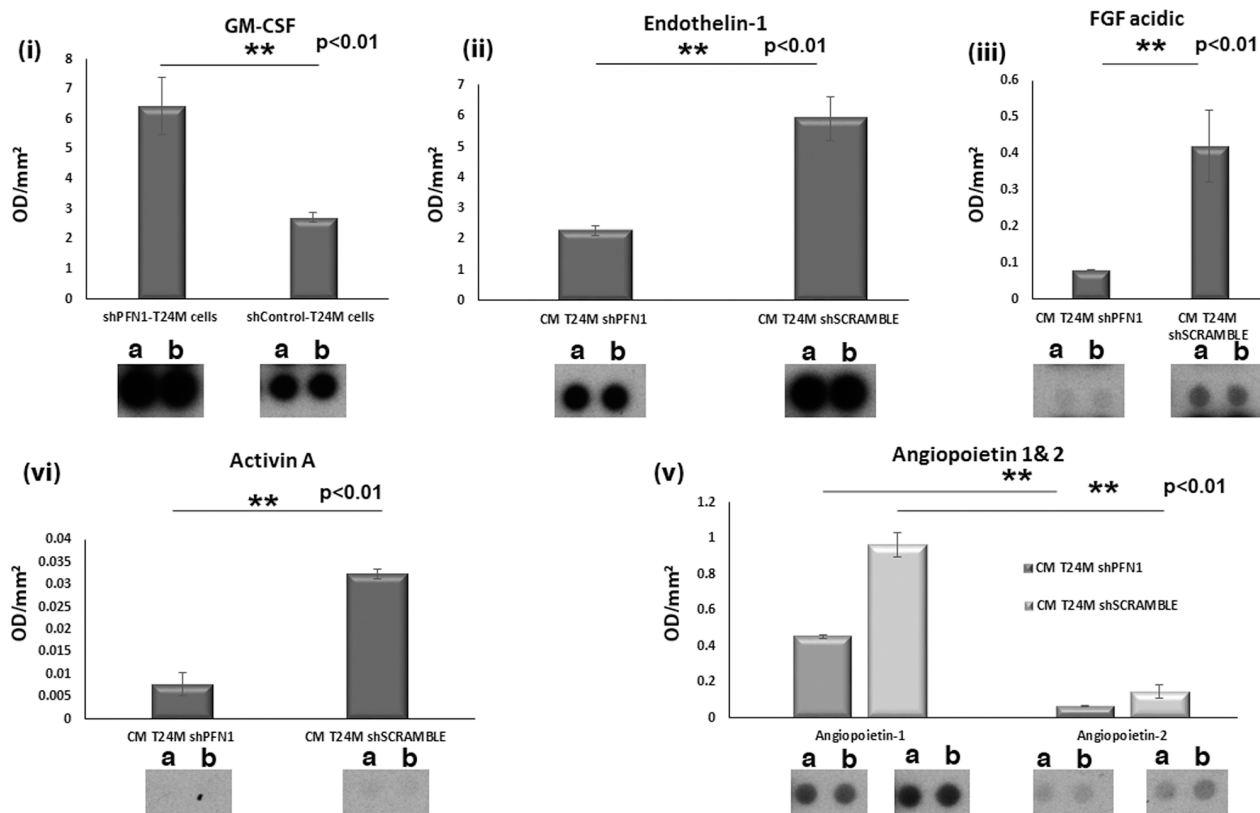 (i)
GM-CSF
** p<0.01
OD/mm²
8
7
6
5
4
3
2
1
0
shPFN1-T24M cells shControl-T24M cells
a b a b
(ii)
Endothelin-1
** p<0.01
OD/mm²
7
6
5
4
3
2
1
0
CM T24M shPFN1 CM T24M shSCRAMBLE
a b a b
(iii)
FGF acidic
** p<0.01
OD/mm²
0.6
0.5
0.4
0.3
0.2
0.1
0
CM T24M shPFN1 CM T24M
shSCRAMBLE
a b a b
(vi)
Activin A
** p<0.01
OD/mm²
0.04
0.035
0.03
0.025
0.02
0.015
0.01
0.005
0
CM T24M shPFN1 CM T24M shSCRAMBLE
a b a b
(v)
Angiopoietin 1& 2
** ** p<0.01
OD/mm²
1.2
1
0.8
0.6
0.4
0.2
0
CM T24M shPFN1
CM T24M shSCRAMBLE
Angiopoietin-1 Angiopoietin-2
a b a b a b a b